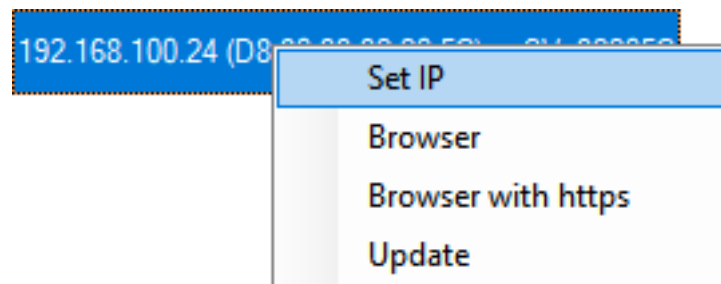 192.168.100.24 (D8
Set IP
Browser
Browser with https
Update